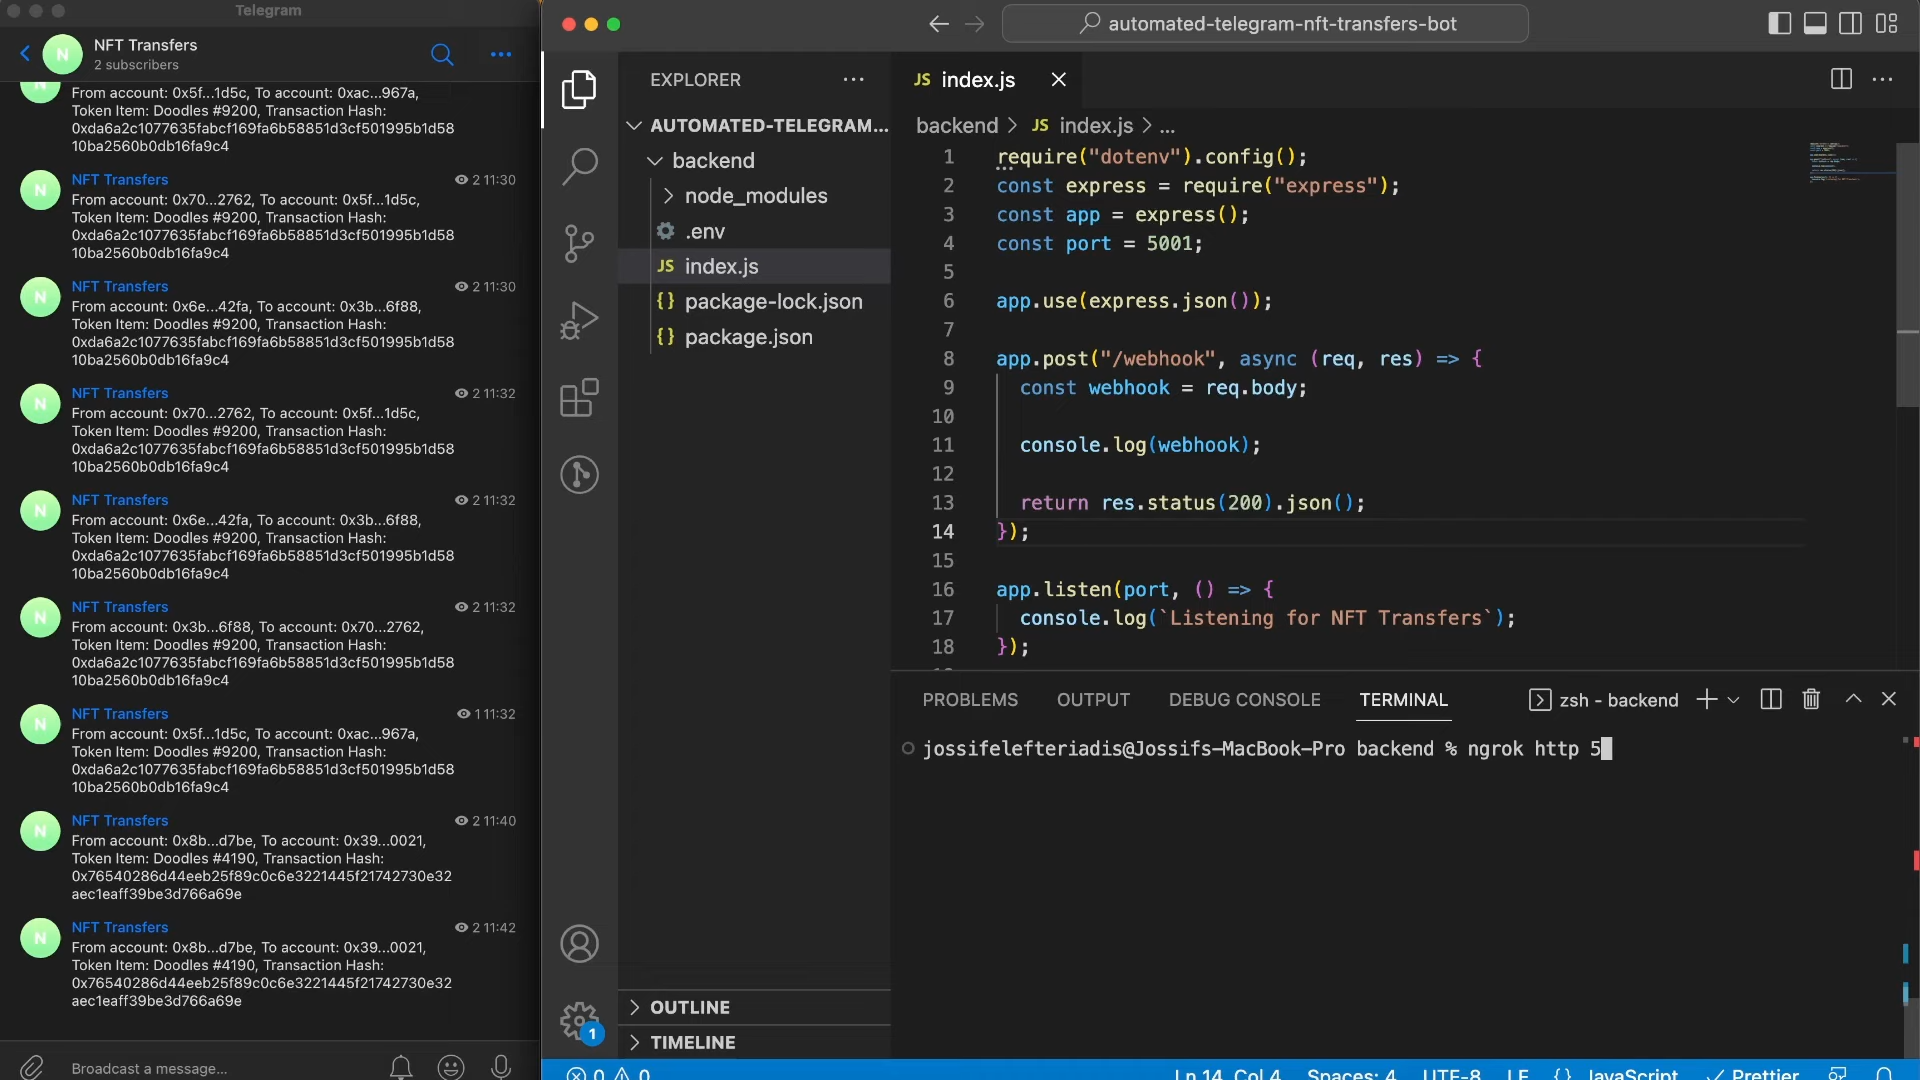 Telegram
N
NFT Transfers
2 subscribers
From account: 0x5f...1d5c, To account: 0xac...967a,
Token Item: Doodles #9200, Transaction Hash:
0xda6a2c1077635fabcf169fa6b58851d3cf501995b1d58
10ba2560b0db16fa9c4
N
NFT Transfers
2 11:30
From account: 0x70...2762, To account: 0x5f...1d5c,
Token Item: Doodles #9200, Transaction Hash:
0xda6a2c1077635fabcf169fa6b58851d3cf501995b1d58
10ba2560b0db16fa9c4
N
NFT Transfers
2 11:30
From account: 0x6e...42fa, To account: 0x3b...6f88,
Token Item: Doodles #9200, Transaction Hash:
0xda6a2c1077635fabcf169fa6b58851d3cf501995b1d58
10ba2560b0db16fa9c4
N
NFT Transfers
2 11:32
From account: 0x70...2762, To account: 0x5f...1d5c,
Token Item: Doodles #9200, Transaction Hash:
0xda6a2c1077635fabcf169fa6b58851d3cf501995b1d58
10ba2560b0db16fa9c4
N
NFT Transfers
2 11:32
From account: 0x6e...42fa, To account: 0x3b...6f88,
Token Item: Doodles #9200, Transaction Hash:
0xda6a2c1077635fabcf169fa6b58851d3cf501995b1d58
10ba2560b0db16fa9c4
N
NFT Transfers
2 11:32
From account: 0x3b...6f88, To account: 0x70...2762,
Token Item: Doodles #9200, Transaction Hash:
0xda6a2c1077635fabcf169fa6b58851d3cf501995b1d58
10ba2560b0db16fa9c4
N
NFT Transfers
1 11:32
From account: 0x5f...1d5c, To account: 0xac...967a,
Token Item: Doodles #9200, Transaction Hash:
0xda6a2c1077635fabcf169fa6b58851d3cf501995b1d58
10ba2560b0db16fa9c4
N
NFT Transfers
2 11:40
From account: 0x8b...d7be, To account: 0x39...0021,
Token Item: Doodles #4190, Transaction Hash:
0x76540286d44eeb25f89c0c6e3221445f21742730e32
aec1eaff39be3d766a69e
N
NFT Transfers
2 11:42
From account: 0x8b...d7be, To account: 0x39...0021,
Token Item: Doodles #4190, Transaction Hash:
0x76540286d44eeb25f89c0c6e3221445f21742730e32
aec1eaff39be3d766a69e
Broadcast a message...
automated-telegram-nft-transfers-bot
EXPLORER
AUTOMATED-TELEGRAM...
backend
node_modules
.env
JS index.js
{} package-lock.json
{} package.json
OUTLINE
TIMELINE
1
JS index.js
backend > JS index.js > ...
1 require("dotenv").config();
2 const express = require("express");
3 const app = express();
4 const port = 5001;
5
6 app.use(express.json());
7
8 app.post("/webhook", async (req, res) => {
9 const webhook = req.body;
10
11 console.log(webhook);
12
13 return res.status(200).json();
14 });
15
16 app.listen(port, () => {
17 console.log(`Listening for NFT Transfers`);
18 });
PROBLEMS OUTPUT DEBUG CONSOLE TERMINAL
zsh - backend
jossifelefteriadis@Jossifs-MacBook-Pro backend % ngrok http 5
0 0
Ln 14, Col 4 Spaces: 4 UTF-8 LF {} JavaScript Prettier